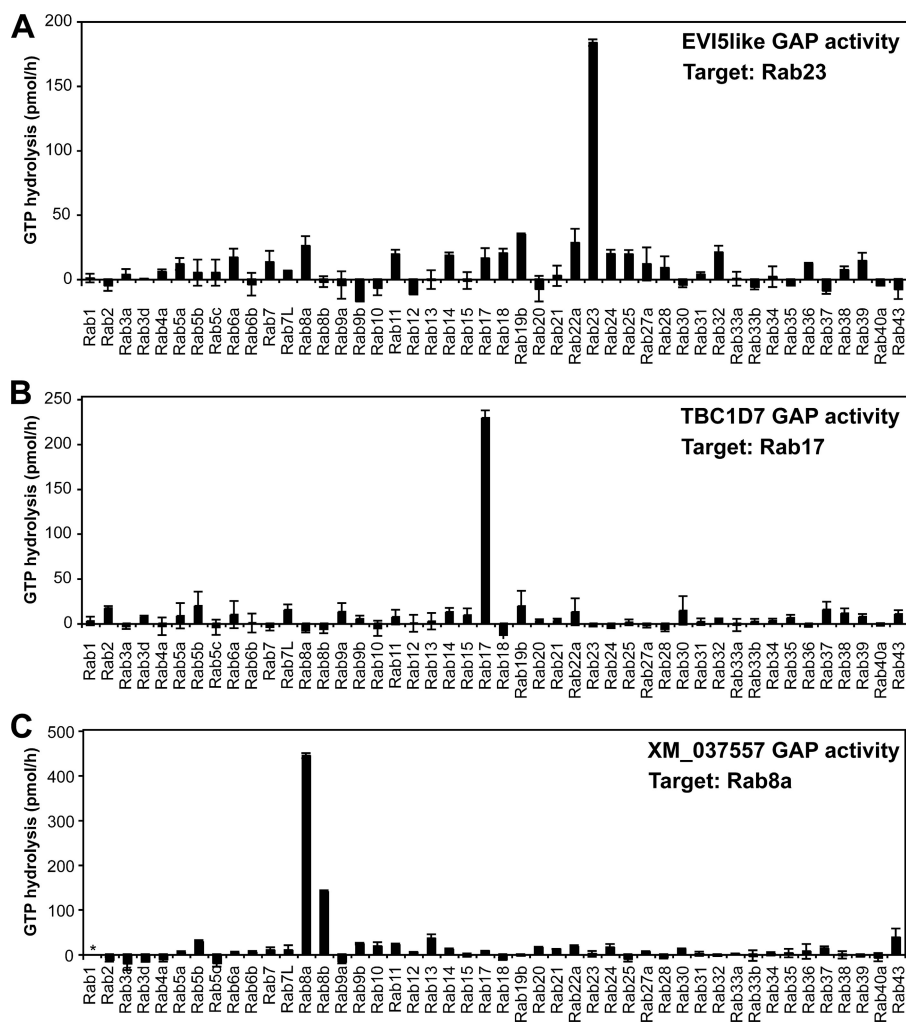 A
EVI5like GAP activity
Target: Rab23
GTP hydrolysis (pmol/h)
200
150
100
50
0
Rab1 Rab2 Rab3a Rab3d Rab4a Rab5a Rab5b Rab5c Rab6a Rab6b Rab7 Rab7L Rab8a Rab8b Rab9a Rab9b Rab10 Rab11 Rab12 Rab13 Rab14 Rab15 Rab17 Rab18 Rab19b Rab20 Rab21 Rab22a Rab23 Rab24 Rab25 Rab27a Rab28 Rab30 Rab31 Rab32 Rab33a Rab33b Rab34 Rab35 Rab36 Rab37 Rab38 Rab39 Rab40a Rab43
B
TBC1D7 GAP activity
Target: Rab17
GTP hydrolysis (pmol/h)
250
200
150
100
50
0
Rab1 Rab2 Rab3a Rab3d Rab4a Rab5a Rab5b Rab5c Rab6a Rab6b Rab7 Rab7L Rab8a Rab8b Rab9a Rab9b Rab10 Rab11 Rab12 Rab13 Rab14 Rab15 Rab17 Rab18 Rab19b Rab20 Rab21 Rab22a Rab23 Rab24 Rab25 Rab27a Rab28 Rab30 Rab31 Rab32 Rab33a Rab33b Rab34 Rab35 Rab36 Rab37 Rab38 Rab39 Rab40a Rab43
C
XM_037557 GAP activity
Target: Rab8a
GTP hydrolysis (pmol/h)
500
400
300
200
100
0
*
Rab1 Rab2 Rab3a Rab3d Rab4a Rab5a Rab5b Rab5c Rab6a Rab6b Rab7 Rab7L Rab8a Rab8b Rab9a Rab9b Rab10 Rab11 Rab12 Rab13 Rab14 Rab15 Rab17 Rab18 Rab19b Rab20 Rab21 Rab22a Rab23 Rab24 Rab25 Rab27a Rab28 Rab30 Rab31 Rab32 Rab33a Rab33b Rab34 Rab35 Rab36 Rab37 Rab38 Rab39 Rab40a Rab43